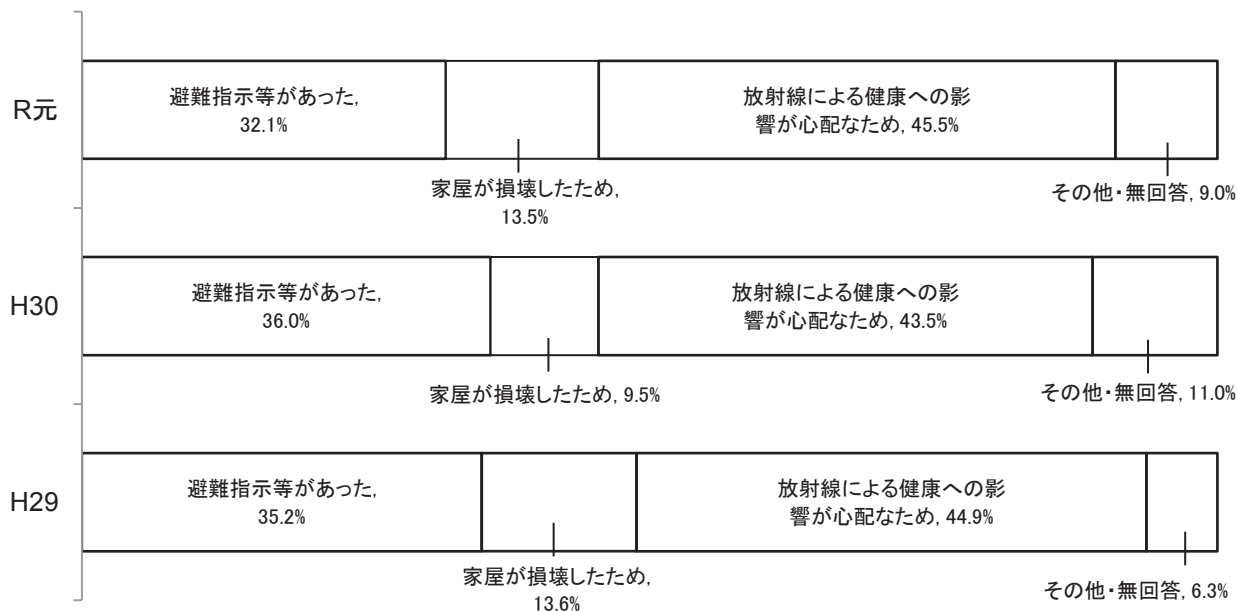 R元
避難指示等があった,
32.1%
放射線による健康への影
響が心配なため, 45.5%
家屋が損壊したため,
13.5%
その他・無回答, 9.0%
H30
避難指示等があった,
36.0%
放射線による健康への影
響が心配なため, 43.5%
家屋が損壊したため, 9.5%
その他・無回答, 11.0%
H29
避難指示等があった,
35.2%
放射線による健康への影
響が心配なため, 44.9%
家屋が損壊したため,
13.6%
その他・無回答, 6.3%